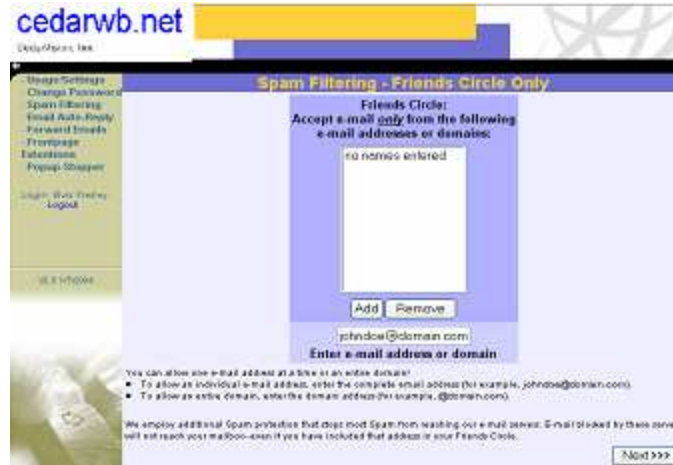 cedarwb.net
CedarVision, Inc.
Usage/Settings
Change Password
Spam Filtering
Email Auto-Reply
Forward Emails
Frontpage
Extensions
Popup Stopper
Login:
Logout
Spam Filtering - Friends Circle Only
Friends Circle:
Accept e-mail only from the following
e-mail addresses or domains:
no names entered
Add Remove
johndoe@domain.com
Enter e-mail address or domain
You can allow one e-mail address at a time or an entire domain!
To allow an individual e-mail address, enter the complete email address (for example, johndoe@domain.com).
To allow an entire domain, enter the domain address (for example, @domain.com).
We employ additional Spam protection that stops most Spam from reaching our e-mail servers. E-mail blocked by these serve
will not reach your mailbox--even if you have included that address in your Friends Circle.
Next >>>